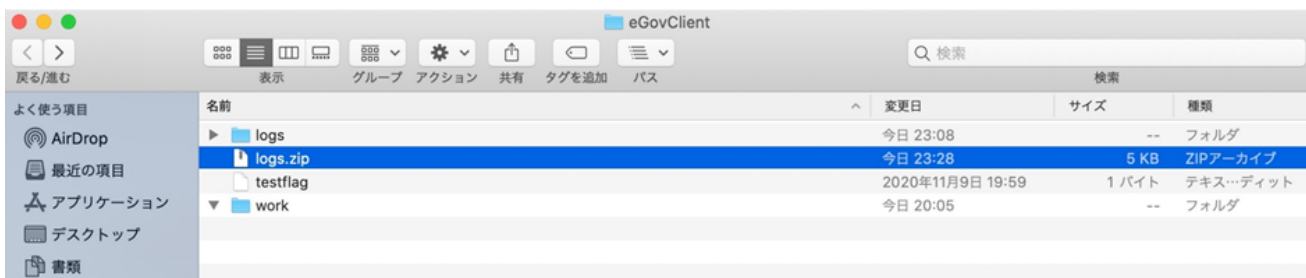 eGovClient
検索
戻る/進む 表示 グループ アクション 共有 タグを追加 パス 検索
よく使う項目 名前 変更日 サイズ 種類
AirDrop logs 今日 23:08 -- フォルダ
logs.zip 今日 23:28 5 KB ZIPアーカイブ
最近の項目 testflag 2020年11月9日 19:59 1 バイト テキス…ディット
アプリケーション work 今日 20:05 -- フォルダ
デスクトップ
書類